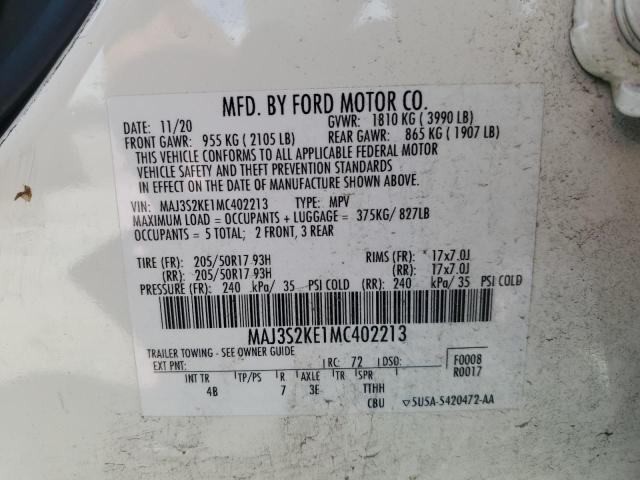 MFD. BY FORD MOTOR CO.
DATE: 11/20 GVWR: 1810 KG ( 3990 LB)
FRONT GAWR: 955 KG ( 2105 LB) REAR GAWR: 865 KG ( 1907 LB)
THIS VEHICLE CONFORMS TO ALL APPLICABLE FEDERAL MOTOR
VEHICLE SAFETY AND THEFT PREVENTION STANDARDS
IN EFFECT ON THE DATE OF MANUFACTURE SHOWN ABOVE.
VIN: MAJ3S2KE1MC402213 TYPE: MPV
MAXIMUM LOAD = OCCUPANTS + LUGGAGE = 375KG/ 827LB
OCCUPANTS = 5 TOTAL; 2 FRONT, 3 REAR
TIRE (FR): 205/50R17 93H RIMS (FR): 17x7.0J
(RR): 205/50R17 93H (RR): 17x7.0J
PRESSURE (FR): 240 kPa/ 35 PSI COLD (RR): 240 kPa/ 35 PSI COLD
MAJ3S2KE1MC402213
TRAILER TOWING - SEE OWNER GUIDE
EXT PNT: RC: 72 DSO: F0008
R0017
INT TR TP/PS R AXLE TR SPR
4B 7 3E TTHH
CBU ▽5U5A-5420472-AA